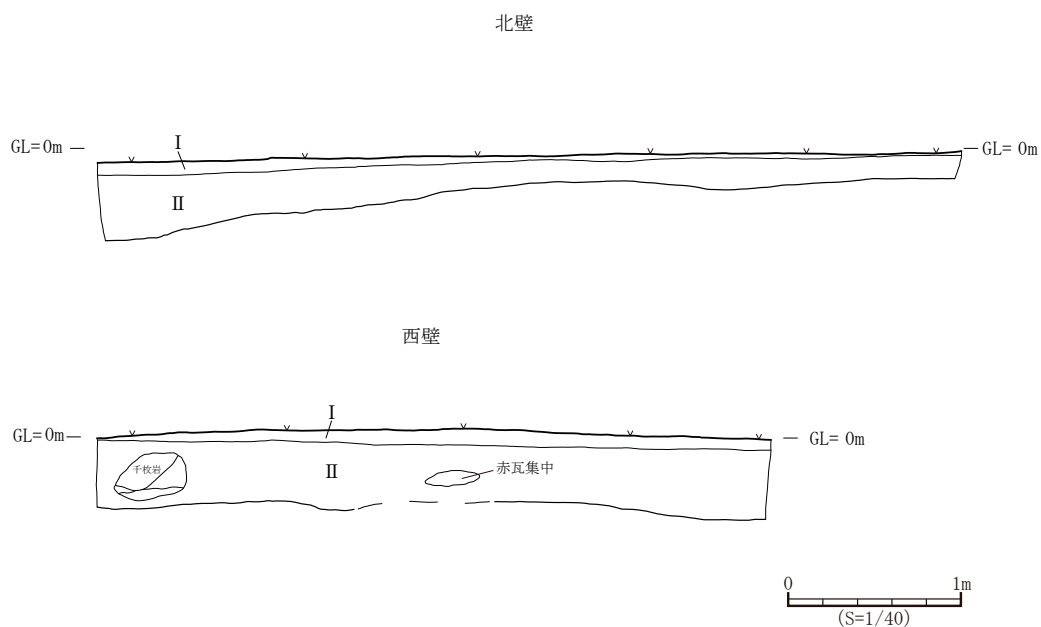 北壁
GL=0m
Ⅰ
GL= 0m
Ⅱ
西壁
Ⅰ
GL=0m
GL= 0m
千枚岩
Ⅱ
赤瓦集中
0 1m
(S=1/40)